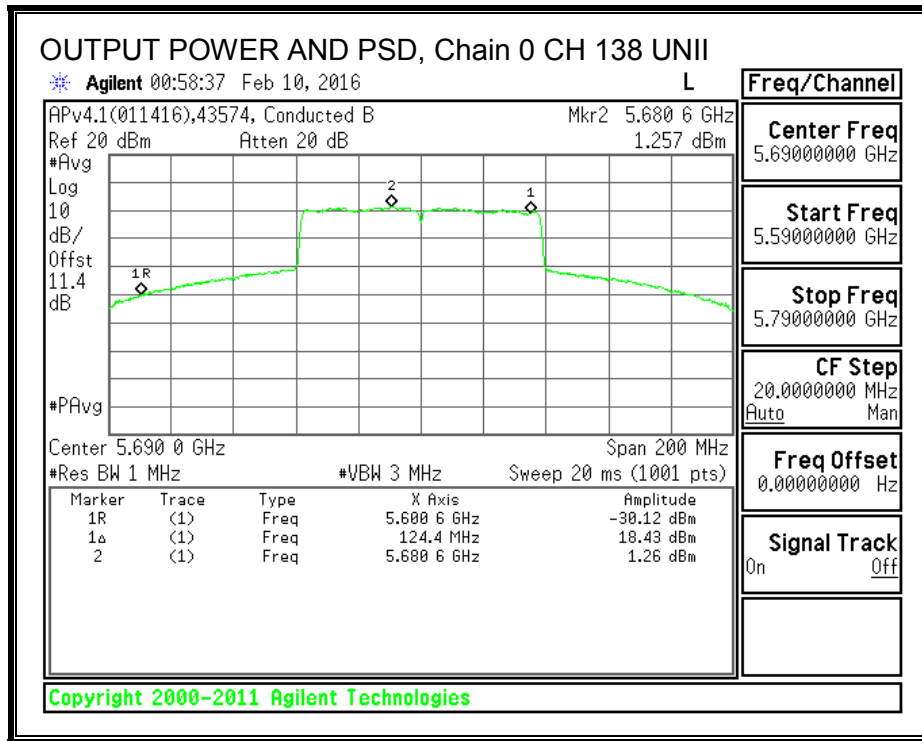 OUTPUT POWER AND PSD, Chain 0 CH 138 UNII
Agilent 00:58:37 Feb 10, 2016 L
Freq/Channel
APv4.1(011416),43574, Conducted B Mkr2 5.680 6 GHz
Ref 20 dBm Atten 20 dB 1.257 dBm
#Avg
Log
10
dB/
Offst
11.4
dB
#PAvg
1R
2
1
Center 5.690 0 GHz Span 200 MHz
#Res BW 1 MHz #VBW 3 MHz Sweep 20 ms (1001 pts)
Marker Trace Type X Axis Amplitude
1R (1) Freq 5.600 6 GHz -30.12 dBm
1Δ (1) Freq 124.4 MHz 18.43 dBm
2 (1) Freq 5.680 6 GHz 1.26 dBm
Center Freq
5.69000000 GHz
Start Freq
5.59000000 GHz
Stop Freq
5.79000000 GHz
CF Step
20.0000000 MHz
Auto Man
Freq Offset
0.00000000 Hz
Signal Track
On Off
Copyright 2000-2011 Agilent Technologies